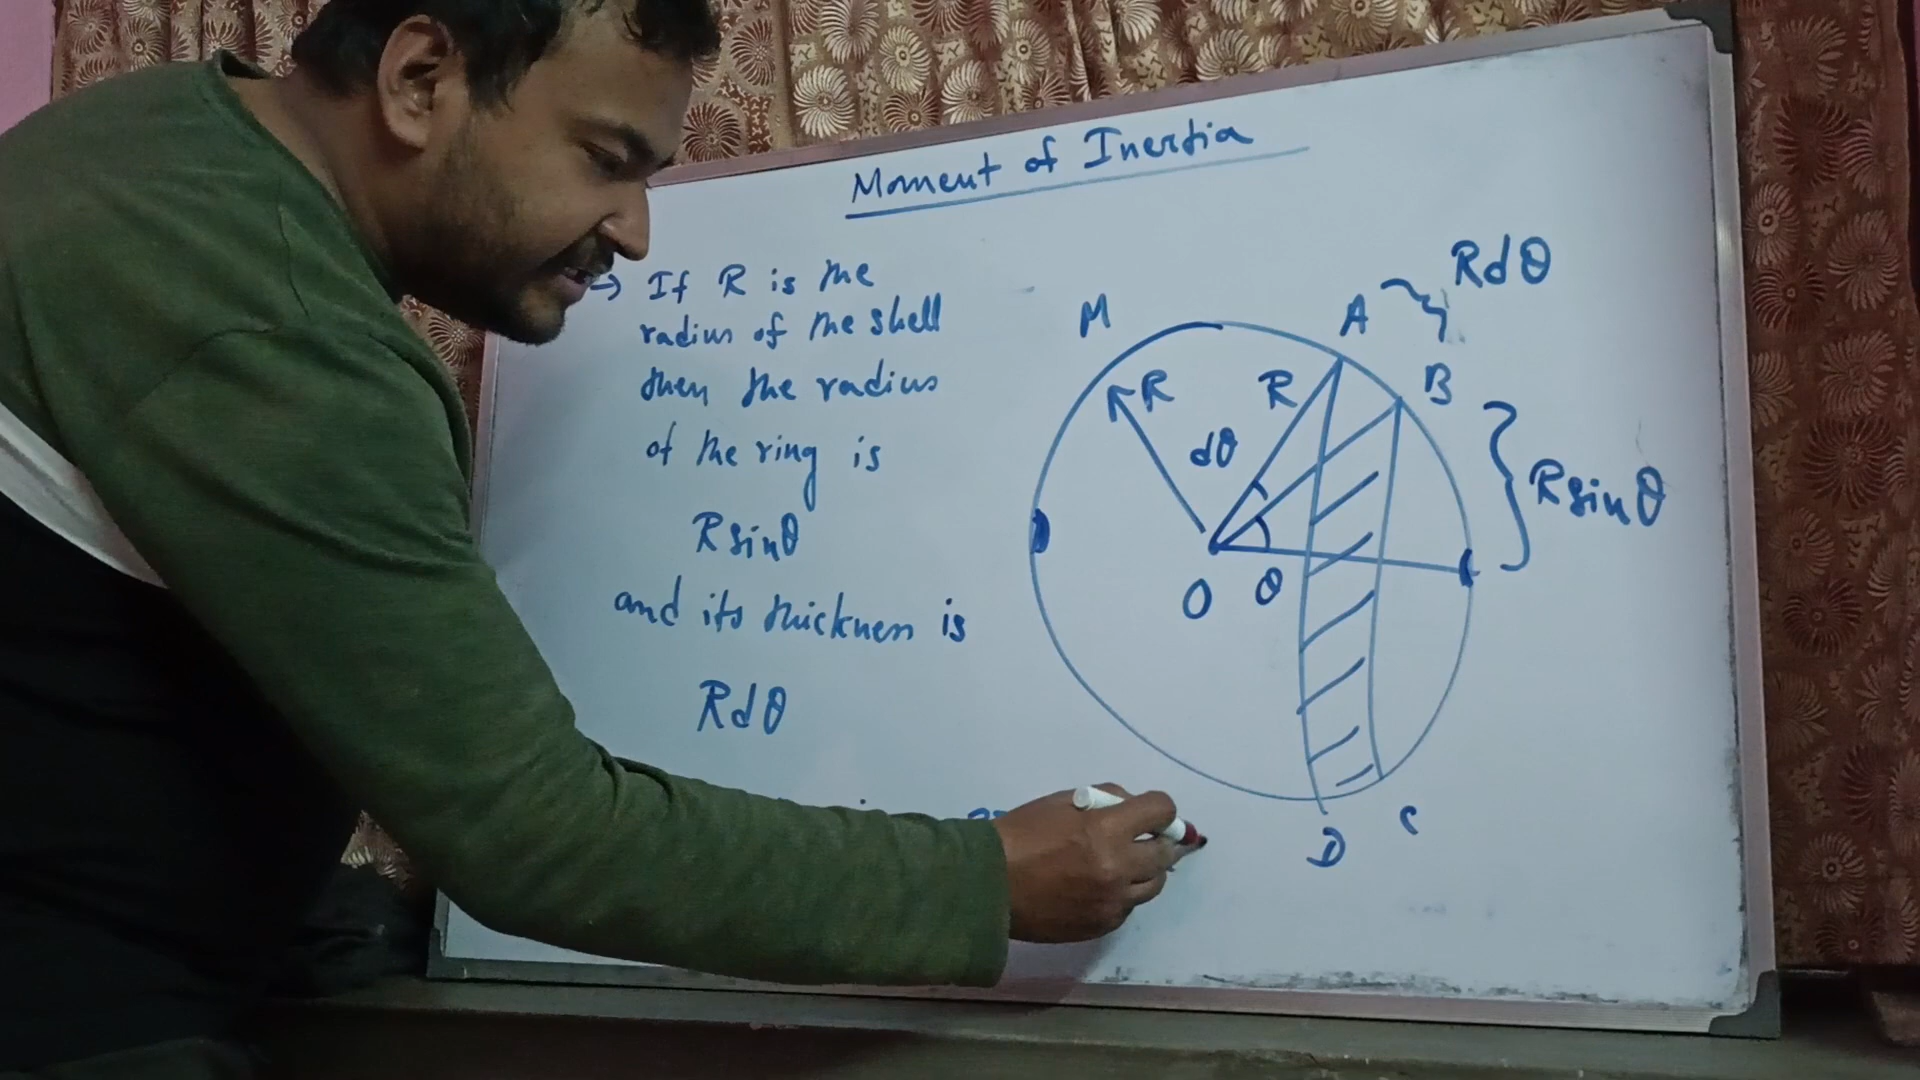 Moment of Inertia
→ If R is the
radius of the shell
then the radius
of the ring is
R sinθ
and its thickness is
Rdθ
M
A
Rdθ
B
R
R
dθ
R sinθ
O
θ
D
C